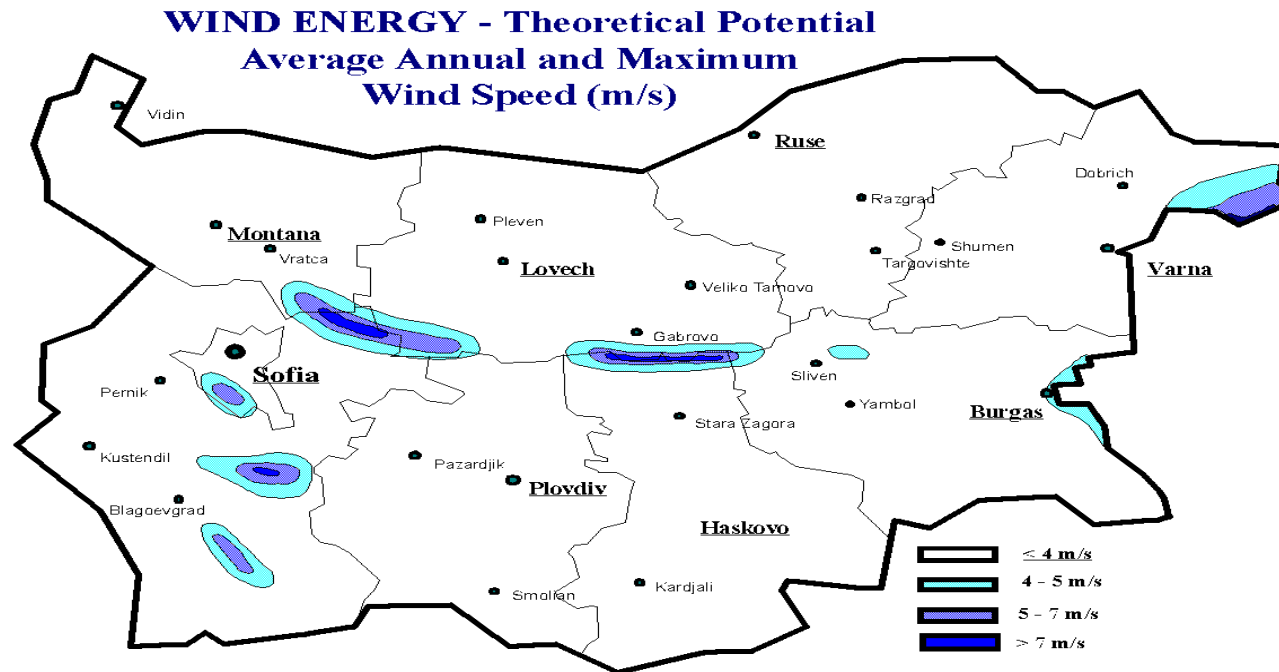 WIND ENERGY - Theoretical Potential
Average Annual and Maximum
Wind Speed (m/s)
Vidin
Ruse
Dobrich
Razgrad
Pleven
Montana
Vratca
Shumen
Targovishte
Lovech
Varna
Veliko Tarnovo
Gabrovo
Sofia
Sliven
Pernik
Yambol
Burgas
Stara Zagora
Kustendil
Pazardjik
Plovdiv
Blagoevgrad
Haskovo
< 4 m/s
4 - 5 m/s
Kardjali
Smolian
5 - 7 m/s
> 7 m/s